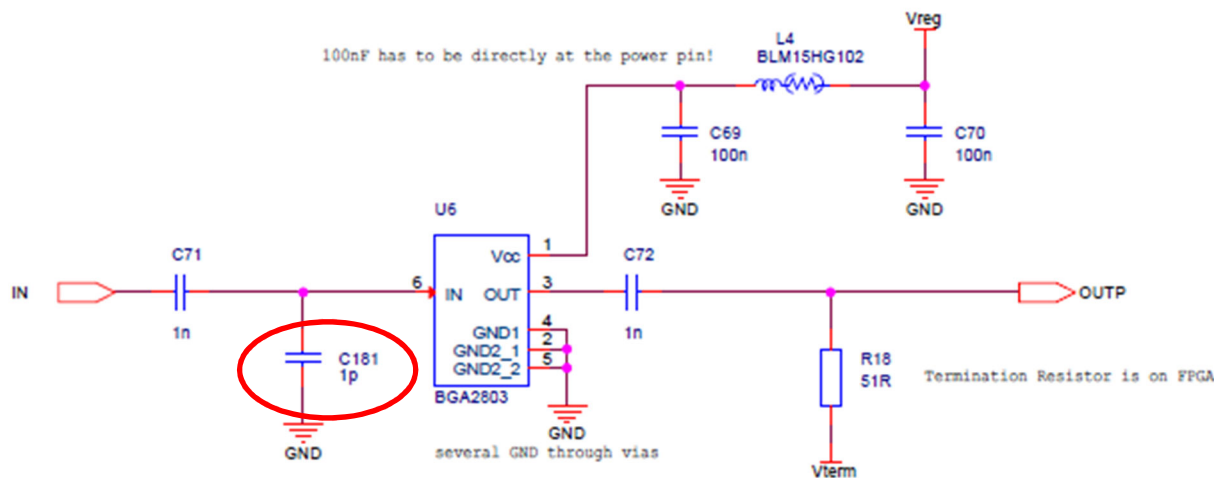 Vreg
L4
BLM15HG102
100nF has to be directly at the power pin!
C69
100n
C70
100n
GND
GND
U6
1
Vcc
C71
C72
IN
6
IN
OUT
3
OUTP
1n
1n
GND1
4
GND2_1
2
GND2_2
5
C181
1p
R18
51R
Termination Resistor is on FPGA
BGA2803
GND
GND
several GND through vias
Vterm